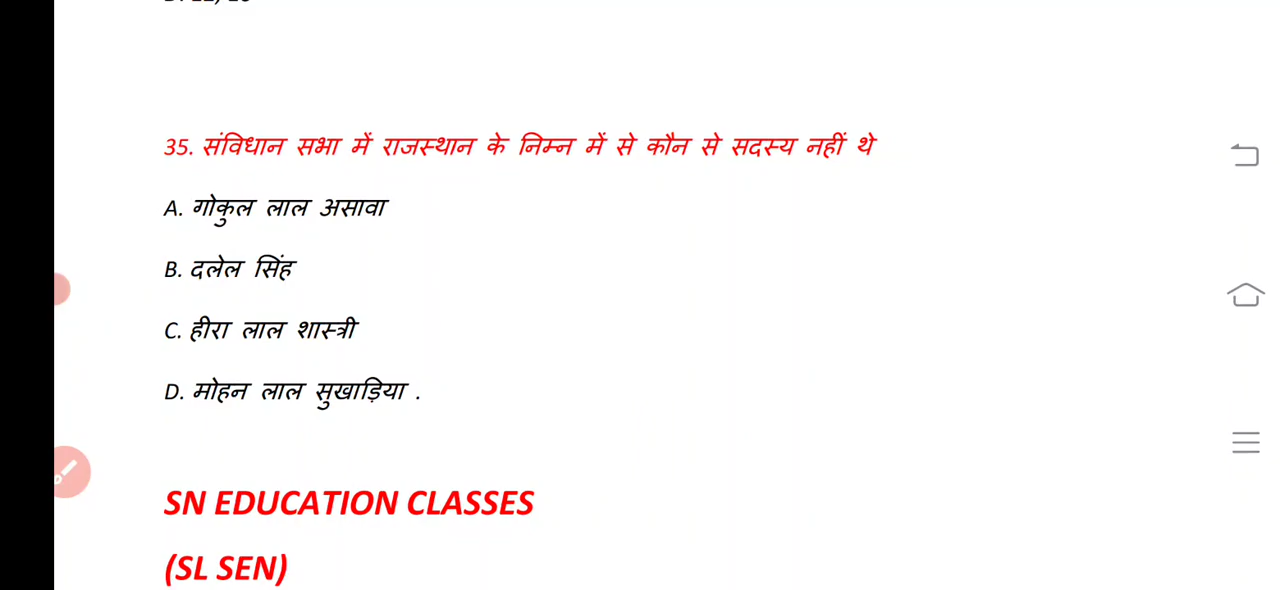 35. संविधान सभा में राजस्थान के निम्न में से कौन से सदस्य नहीं थे
A. गोकुल लाल असावा
B. दलेल सिंह
C. हीरा लाल शास्त्री
D. मोहन लाल सुखाड़िया .
SN EDUCATION CLASSES
(SL SEN)